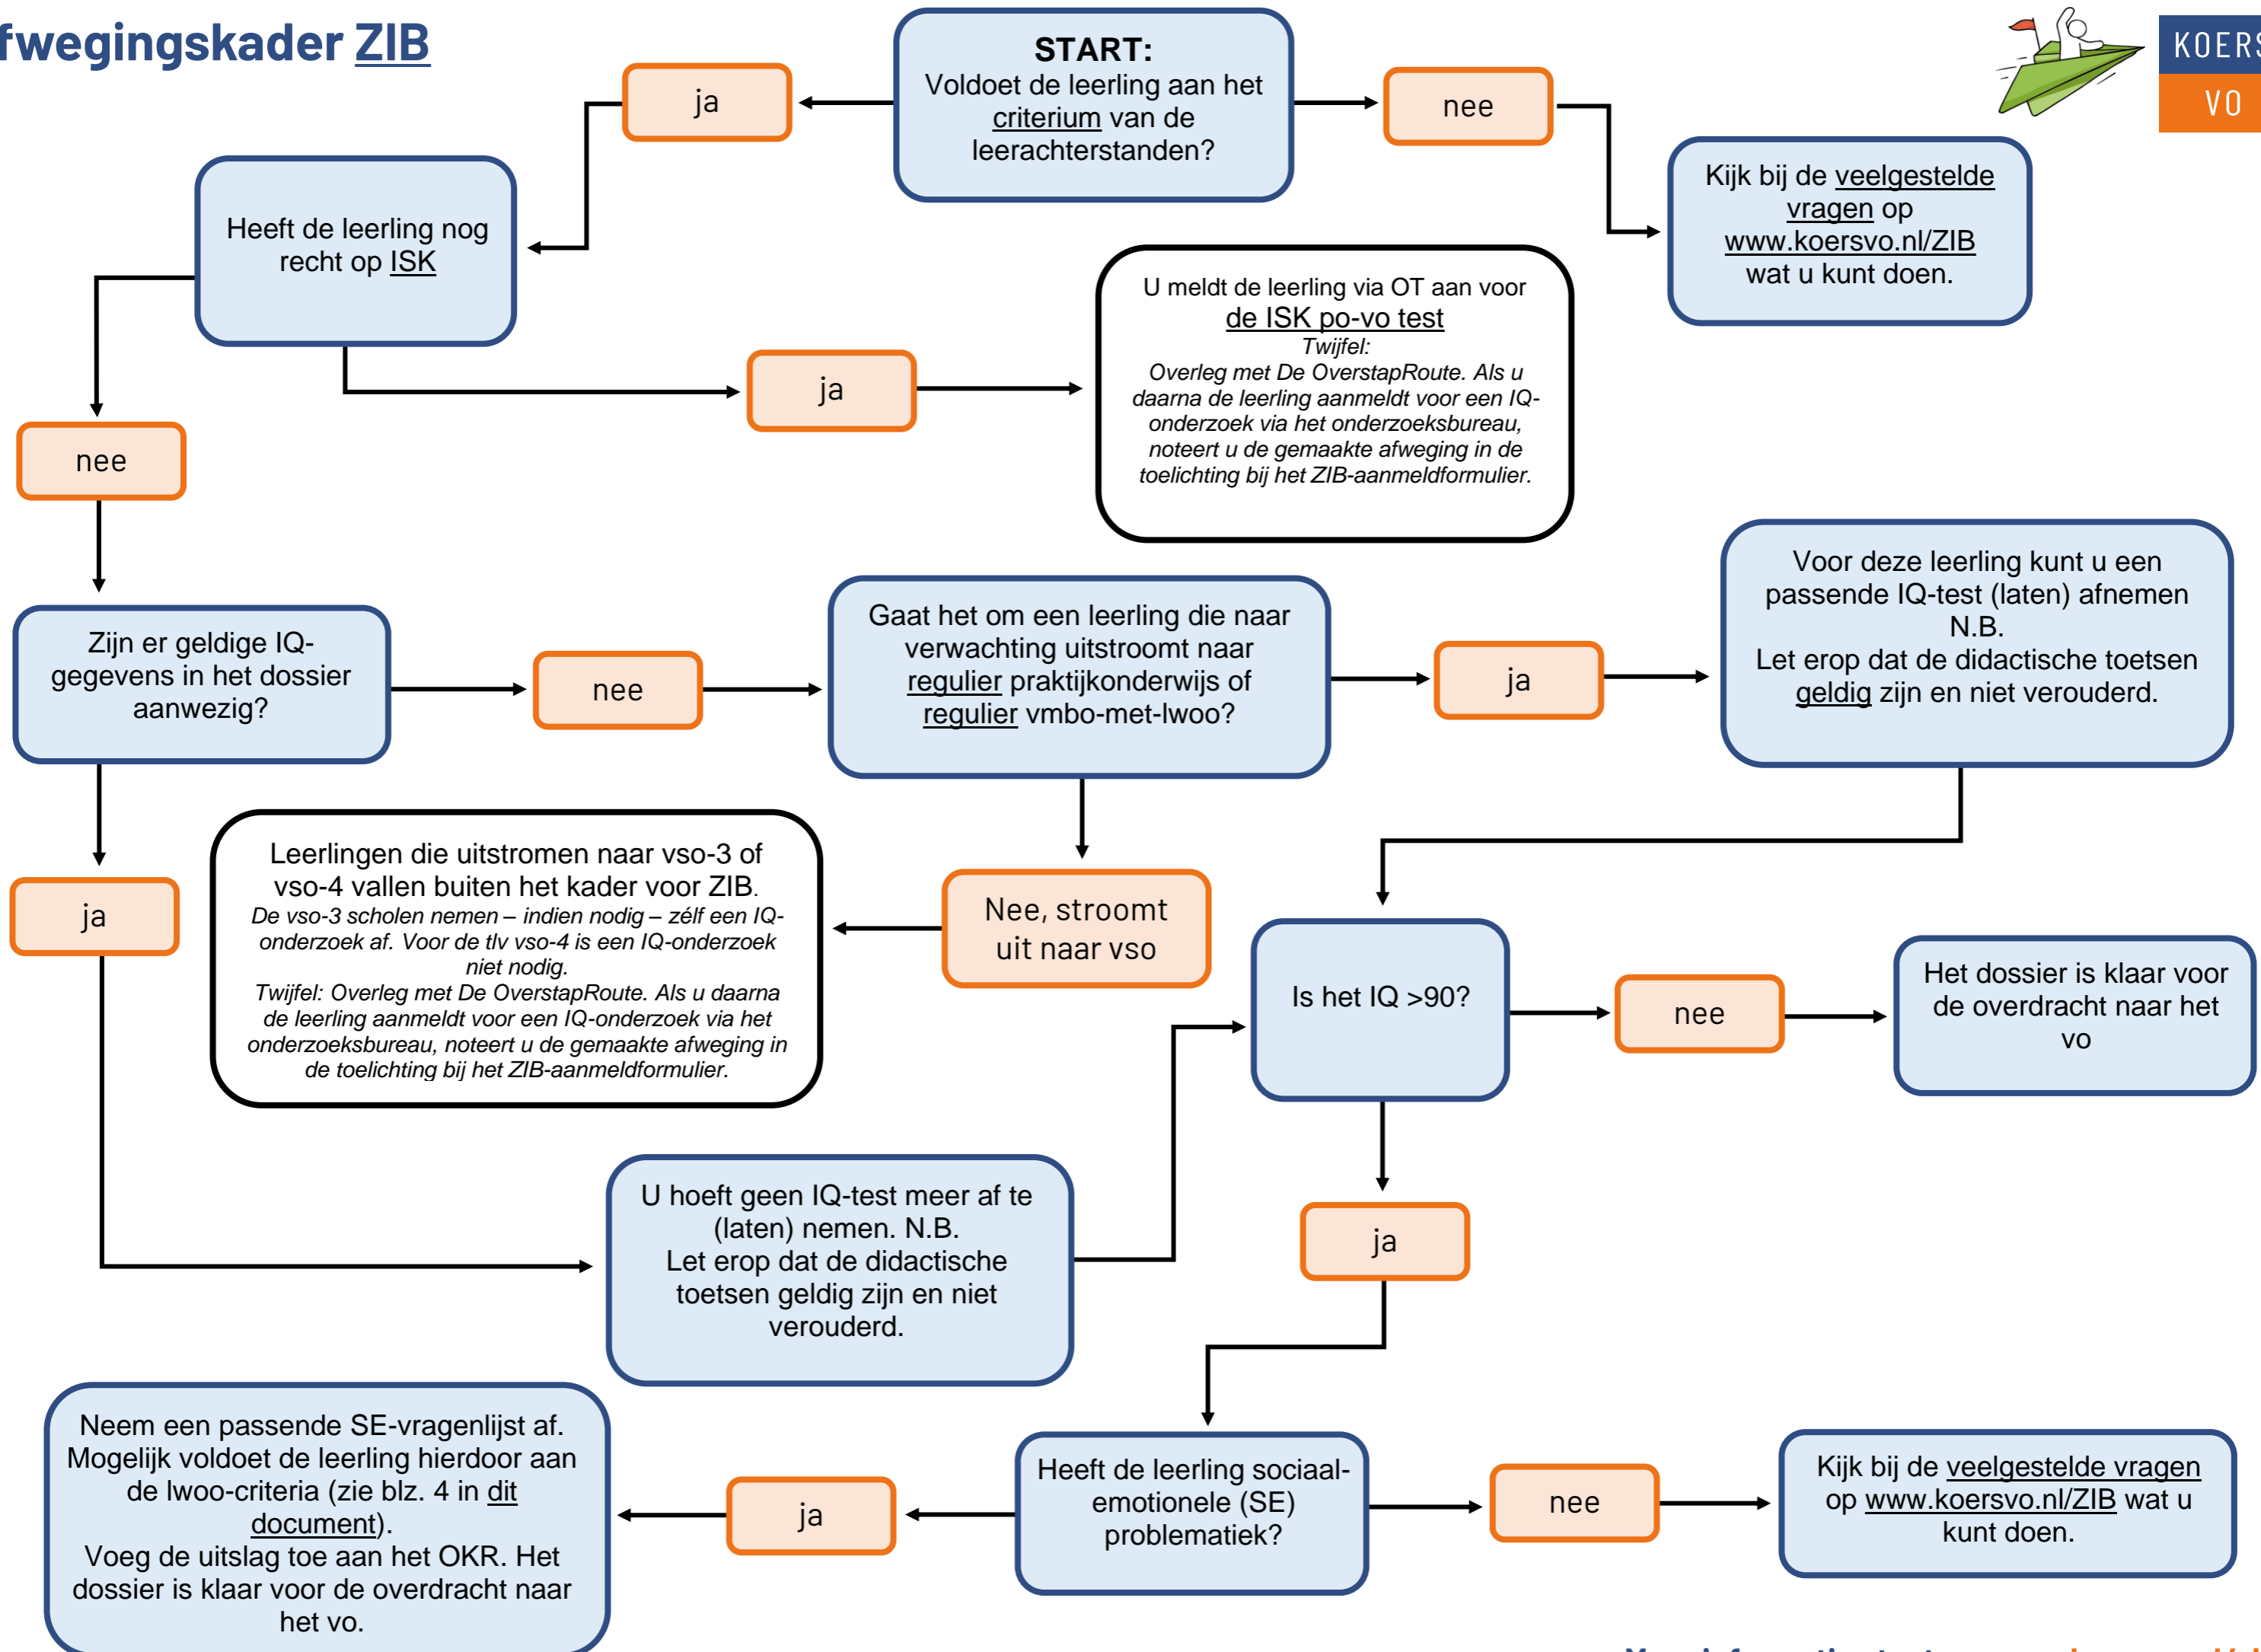 fwegingskader ZIB
KOERS
VO
START:
Voldoet de leerling aan het
criterium van de
leerachterstanden?
ja
nee
Kijk bij de veelgestelde
vragen op
www.koersvo.nl/ZIB
wat u kunt doen.
Heeft de leerling nog
recht op ISK
U meldt de leerling via OT aan voor
de ISK po-vo test
Twijfel:
Overleg met De OverstapRoute. Als u
daarna de leerling aanmeldt voor een IQ-
onderzoek via het onderzoeksbureau,
noteert u de gemaakte afweging in de
toelichting bij het ZIB-aanmeldformulier.
ja
nee
Zijn er geldige IQ-
gegevens in het dossier
aanwezig?
nee
Gaat het om een leerling die naar
verwachting uitstroomt naar
regulier praktijkonderwijs of
regulier vmbo-met-lwoo?
ja
Voor deze leerling kunt u een
passende IQ-test (laten) afnemen
N.B.
Let erop dat de didactische toetsen
geldig zijn en niet verouderd.
ja
Leerlingen die uitstromen naar vso-3 of
vso-4 vallen buiten het kader voor ZIB.
De vso-3 scholen nemen – indien nodig – zélf een IQ-
onderzoek af. Voor de tlv vso-4 is een IQ-onderzoek
niet nodig.
Twijfel: Overleg met De OverstapRoute. Als u daarna
de leerling aanmeldt voor een IQ-onderzoek via het
onderzoeksbureau, noteert u de gemaakte afweging in
de toelichting bij het ZIB-aanmeldformulier.
Nee, stroomt
uit naar vso
Is het IQ >90?
nee
Het dossier is klaar voor
de overdracht naar het
vo
U hoeft geen IQ-test meer af te
(laten) nemen. N.B.
Let erop dat de didactische
toetsen geldig zijn en niet
verouderd.
ja
Neem een passende SE-vragenlijst af.
Mogelijk voldoet de leerling hierdoor aan
de lwoo-criteria (zie blz. 4 in dit
document).
Voeg de uitslag toe aan het OKR. Het
dossier is klaar voor de overdracht naar
het vo.
ja
Heeft de leerling sociaal-
emotionele (SE)
problematiek?
nee
Kijk bij de veelgestelde vragen
op www.koersvo.nl/ZIB wat u
kunt doen.